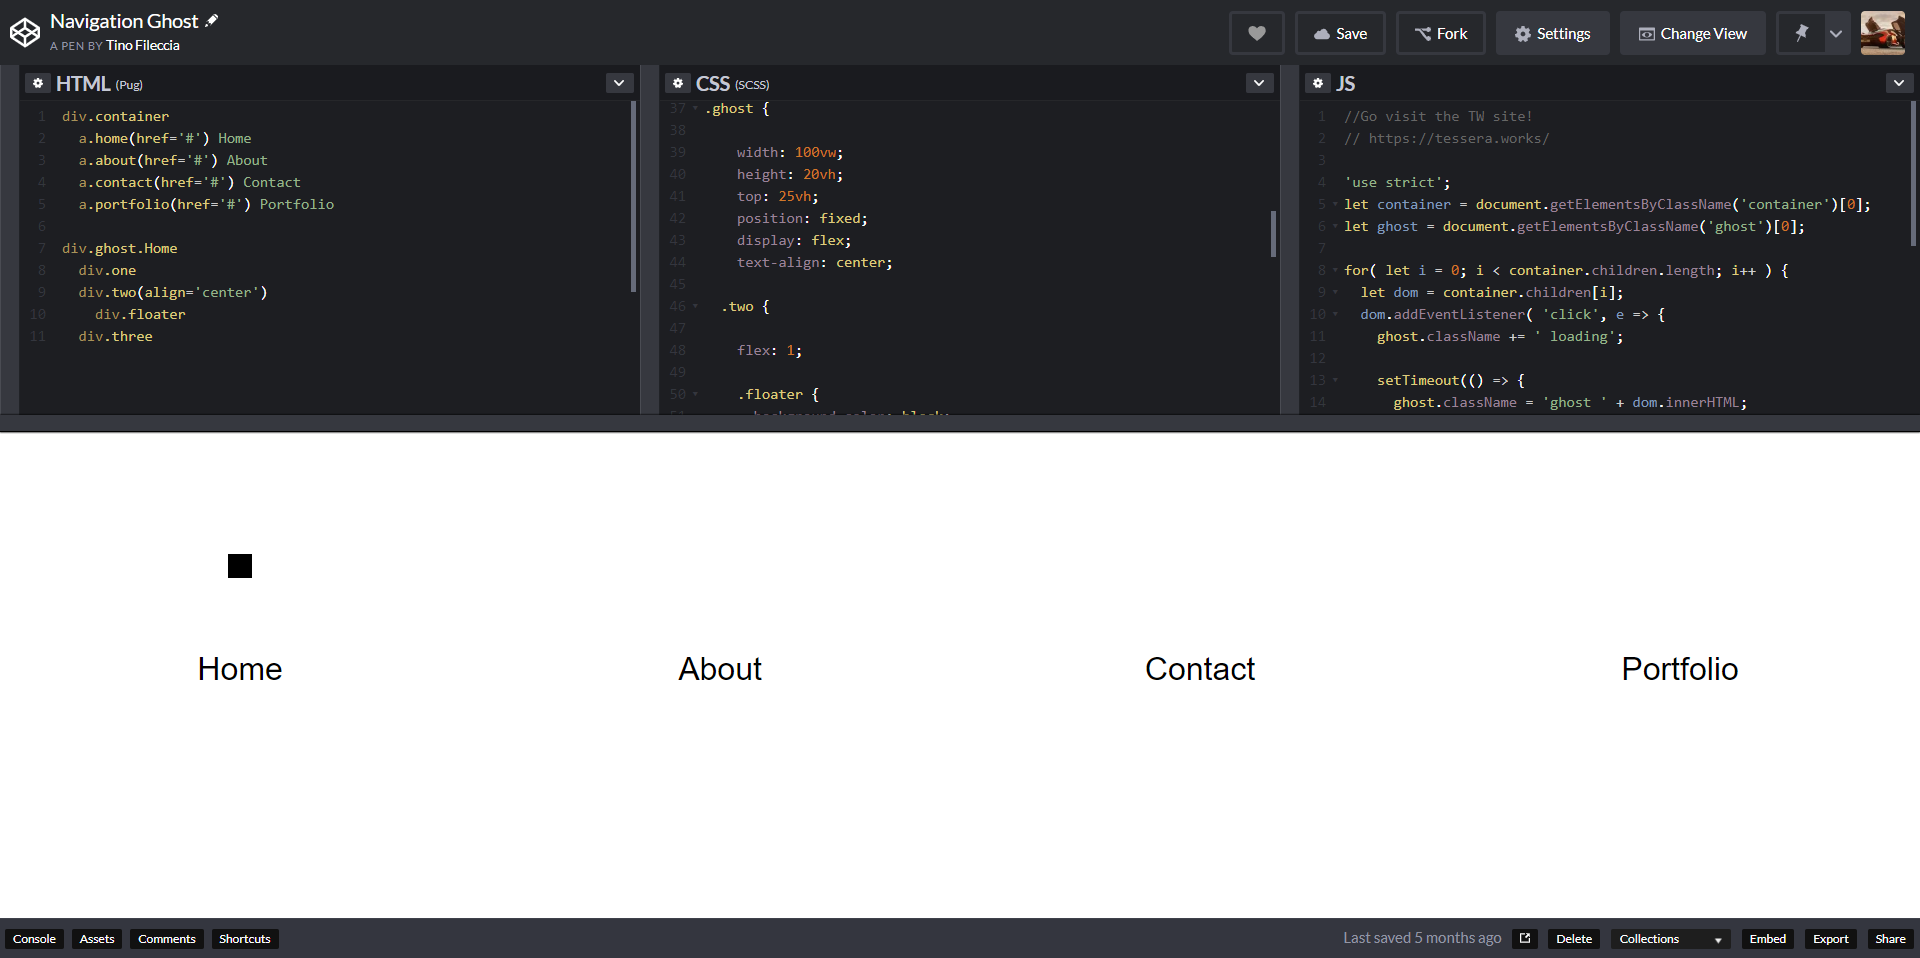 Navigation Ghost
A PEN BY Tino Fileccia
Save
Fork
Settings
Change View
HTML (Pug)
1 div.container
2 a.home(href='#') Home
3 a.about(href='#') About
4 a.contact(href='#') Contact
5 a.portfolio(href='#') Portfolio
6
7 div.ghost.Home
8 div.one
9 div.two(align='center')
10 div.floater
11 div.three
CSS (SCSS)
37 .ghost {
38
39 width: 100vw;
40 height: 20vh;
41 top: 25vh;
42 position: fixed;
43 display: flex;
44 text-align: center;
45
46 .two {
47
48 flex: 1;
49
50 .floater {
51 background-color: black;
JS
1 //Go visit the TW site!
2 // https://tessera.works/
3
4 'use strict';
5 let container = document.getElementsByClassName('container')[0];
6 let ghost = document.getElementsByClassName('ghost')[0];
7
8 for( let i = 0; i < container.children.length; i++ ) {
9 let dom = container.children[i];
10 dom.addEventListener( 'click', e => {
11 ghost.className += ' loading';
12
13 setTimeout(() => {
14 ghost.className = 'ghost ' + dom.innerHTML;
Home
About
Contact
Portfolio
Console
Assets
Comments
Shortcuts
Last saved 5 months ago
Delete
Collections
Embed
Export
Share